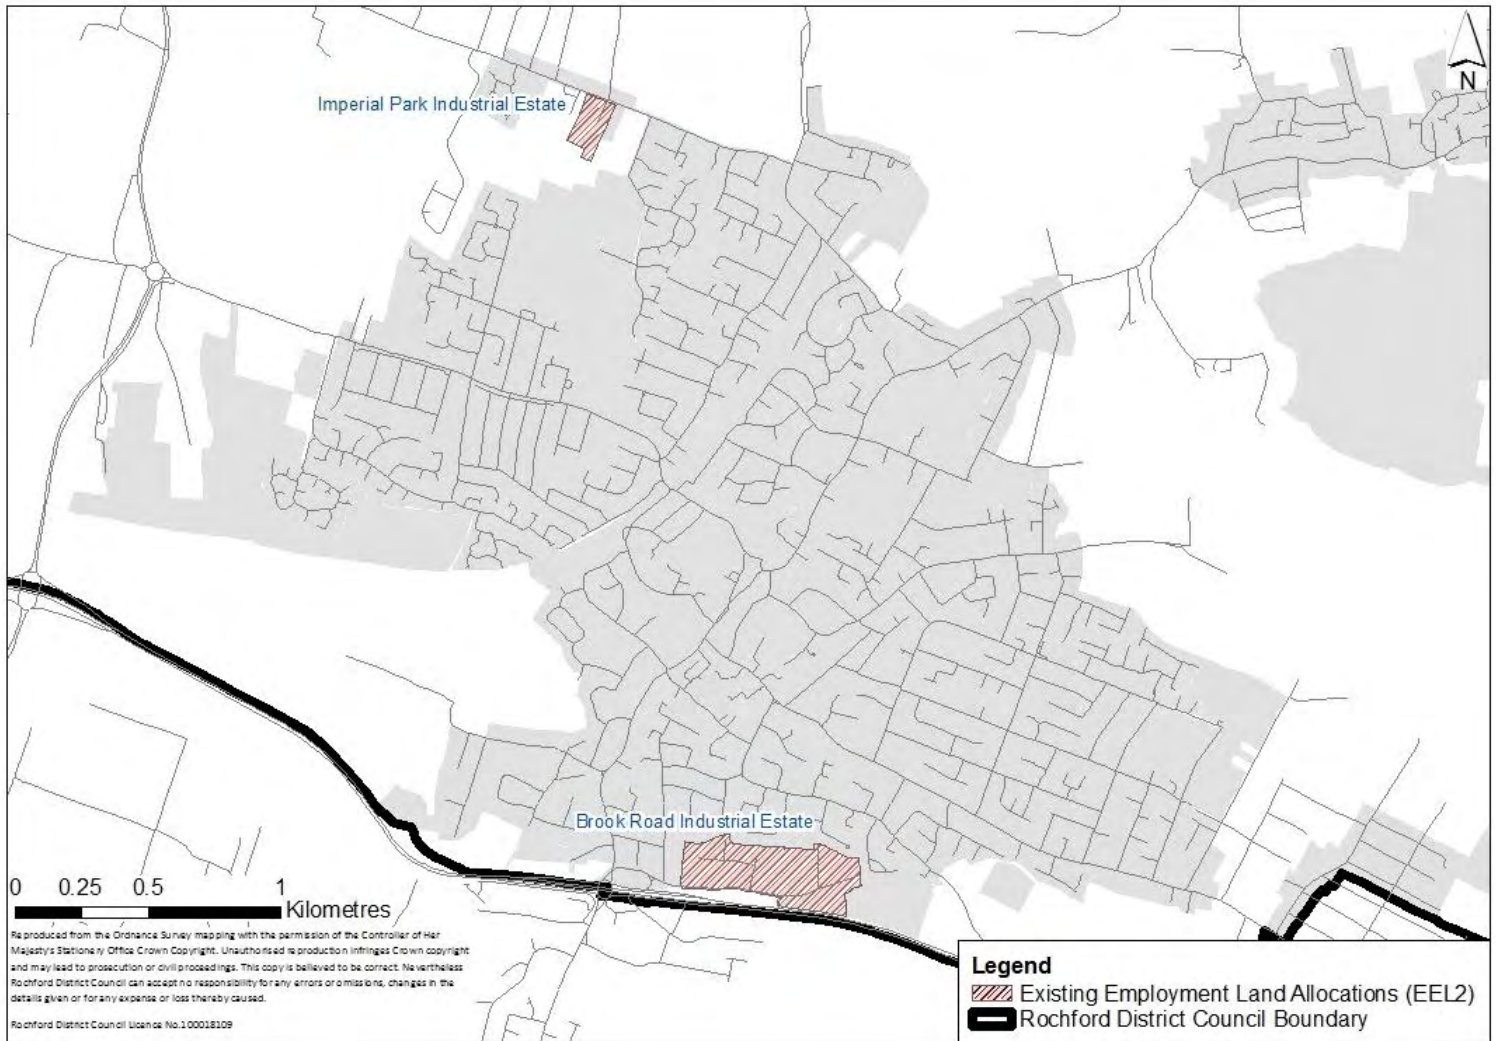 N
Imperial Park Industrial Estate
Brook Road Industrial Estate
0 0.25 0.5 1
Kilometres
Reproduced from the Ordnance Survey mapping with the permission of the Controller of Her
Majesty's Stationery Office Crown Copyright. Unauthorised reproduction infringes Crown copyright
and may lead to prosecution or civil proceedings. This copy is believed to be correct. Nevertheless
Rochford District Council can accept no responsibility for any errors or omissions, changes in the
details given or for any expense or loss thereby caused.
Rochford District Council Licence No.100018109
Legend
Existing Employment Land Allocations (EEL2)
Rochford District Council Boundary